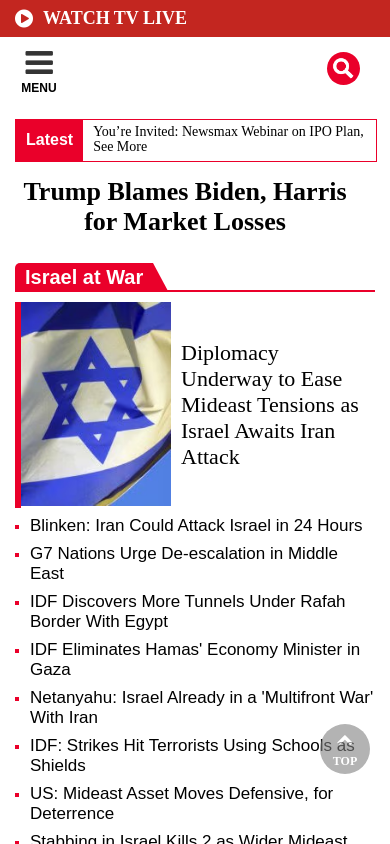 WATCH TV LIVE
MENU
Latest
You’re Invited: Newsmax Webinar on IPO Plan,
See More
Trump Blames Biden, Harris
for Market Losses
Israel at War
Diplomacy
Underway to Ease
Mideast Tensions as
Israel Awaits Iran
Attack
Blinken: Iran Could Attack Israel in 24 Hours
G7 Nations Urge De-escalation in Middle
East
IDF Discovers More Tunnels Under Rafah
Border With Egypt
IDF Eliminates Hamas' Economy Minister in
Gaza
Netanyahu: Israel Already in a 'Multifront War'
With Iran
IDF: Strikes Hit Terrorists Using Schools as
Shields
TOP
US: Mideast Asset Moves Defensive, for
Deterrence
Stabbing in Israel Kills 2 as Wider Mideast